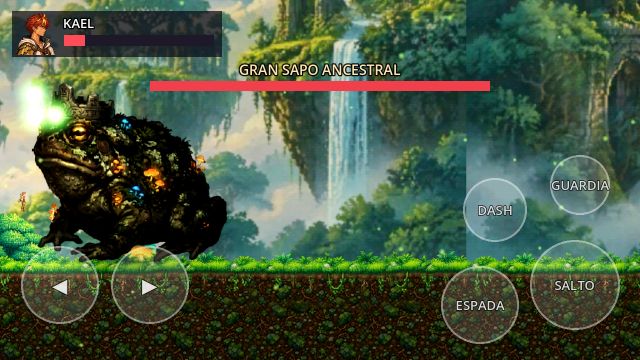 KAEL
GRAN SAPO ANCESTRAL
GUARDIA
DASH
SALTO
ESPADA